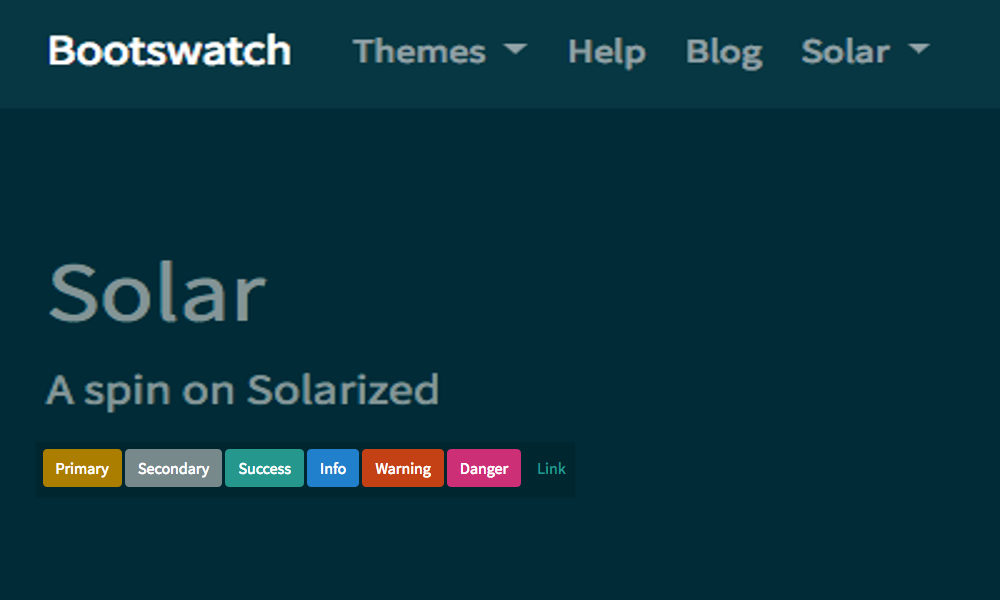 Bootswatch Themes Help Blog Solar
Solar
A spin on Solarized
Primary Secondary Success Info Warning Danger Link